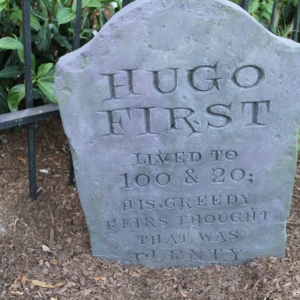 HUGO
FIRST
LIVED TO
100 & 20;
HIS GREEDY
HEIRS THOUGHT
THAT WAS
PLENTY